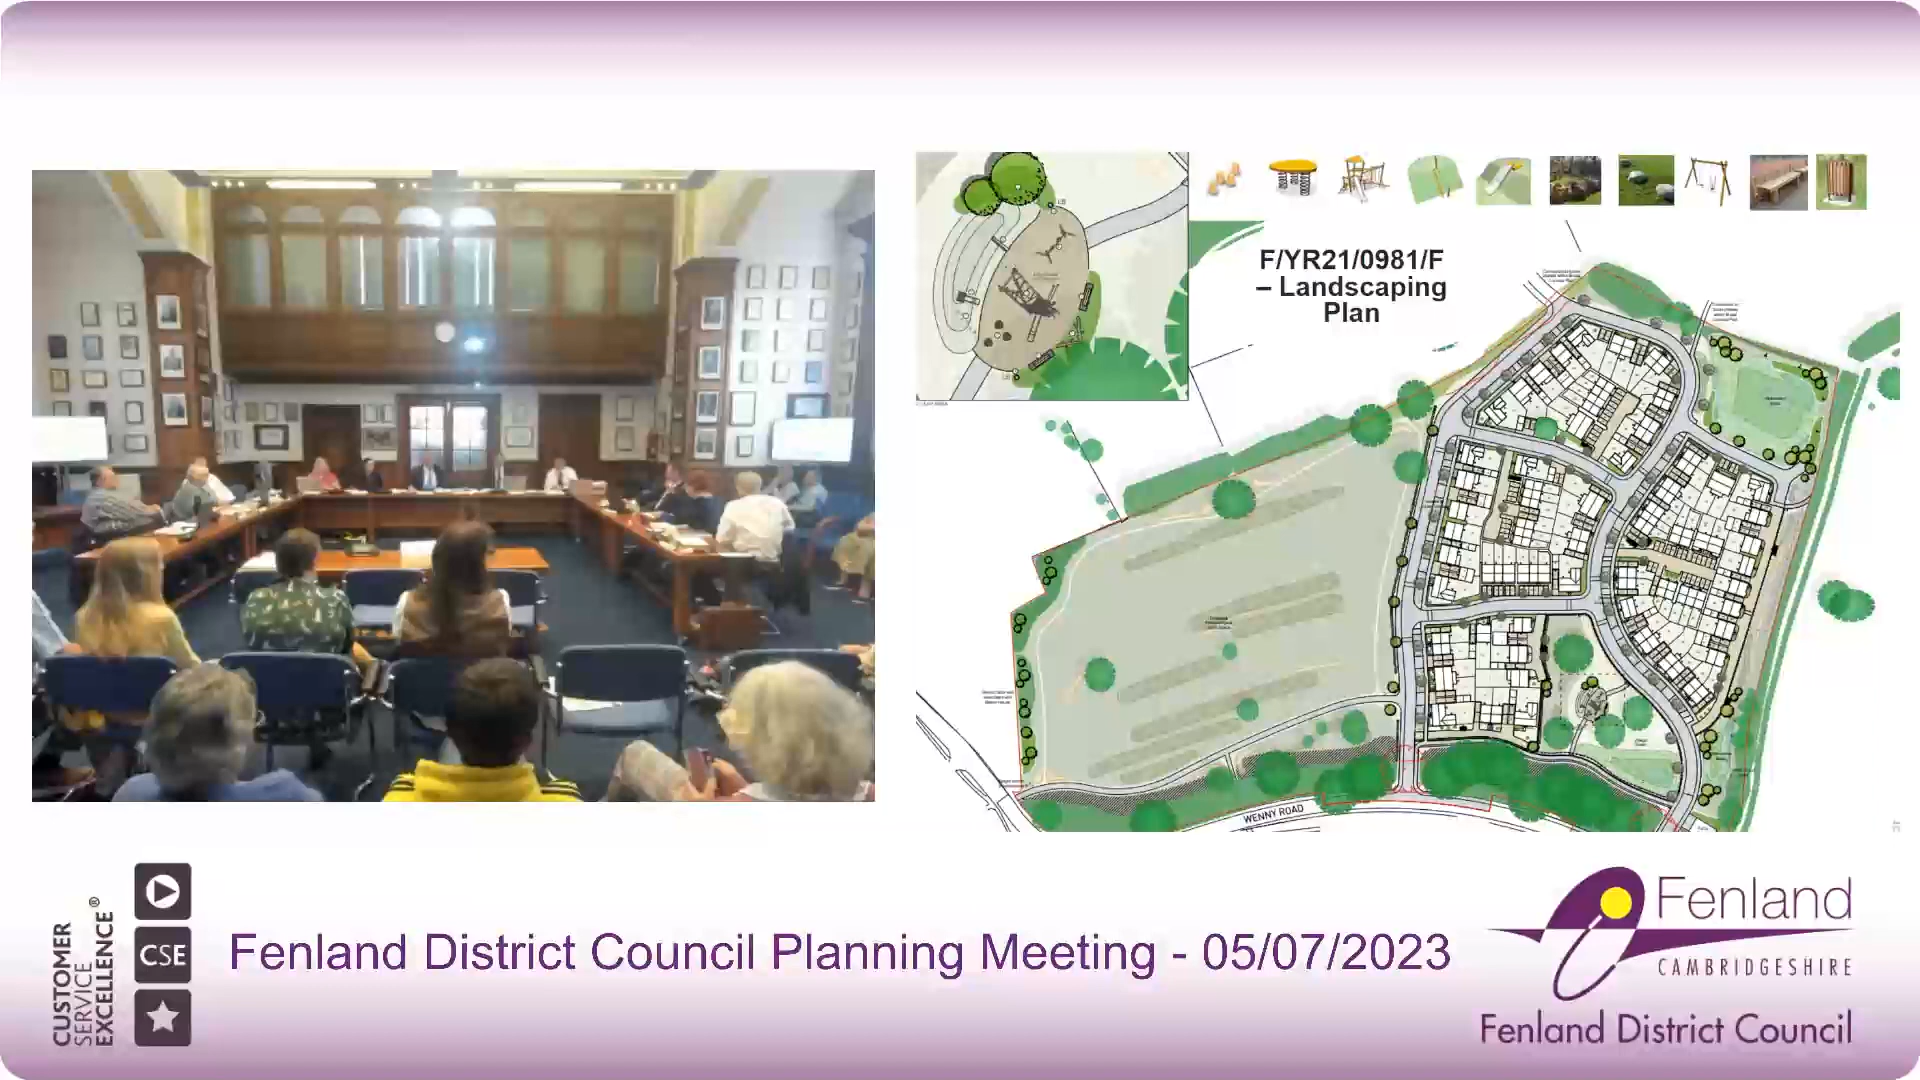 F/YR21/0981/F
– Landscaping
Plan
WENNY ROAD
CUSTOMER
SERVICE
EXCELLENCE®
CSE
Fenland District Council Planning Meeting - 05/07/2023
Fenland
CAMBRIDGESHIRE
Fenland District Council